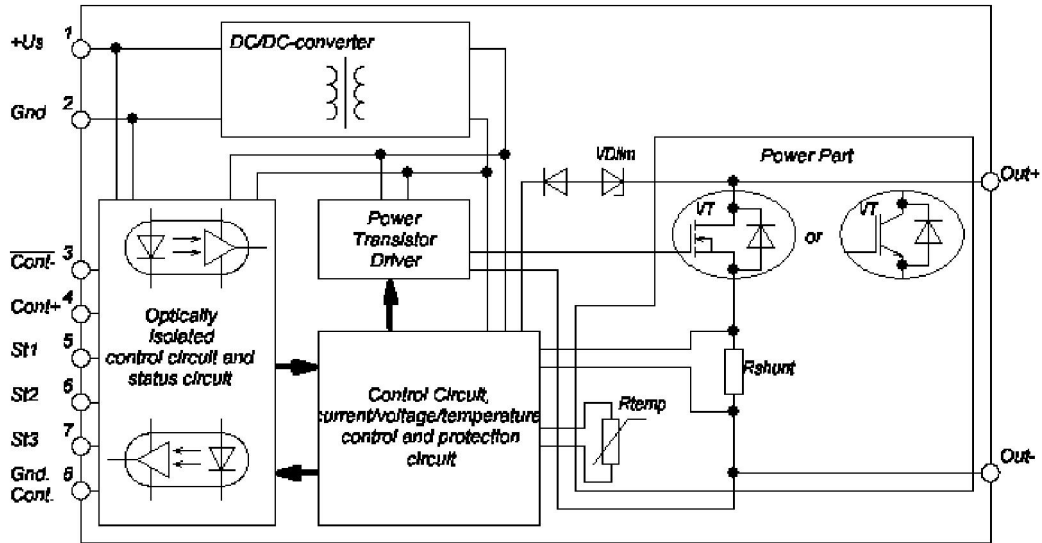 +Us 1
DC/DC-converter
Gnd 2
VDlim
Power Part
Out+
VT
or
VT
Power
Transistor
Driver
Cont- 3
Cont+ 4
St1 5
St2 6
St3 7
Gnd. 8
Cont.
Optically
isolated
control circuit and
status circuit
Control Circuit,
current/voltage/temperature
control and protection
circuit
Rtemp
Rshunt
Out-